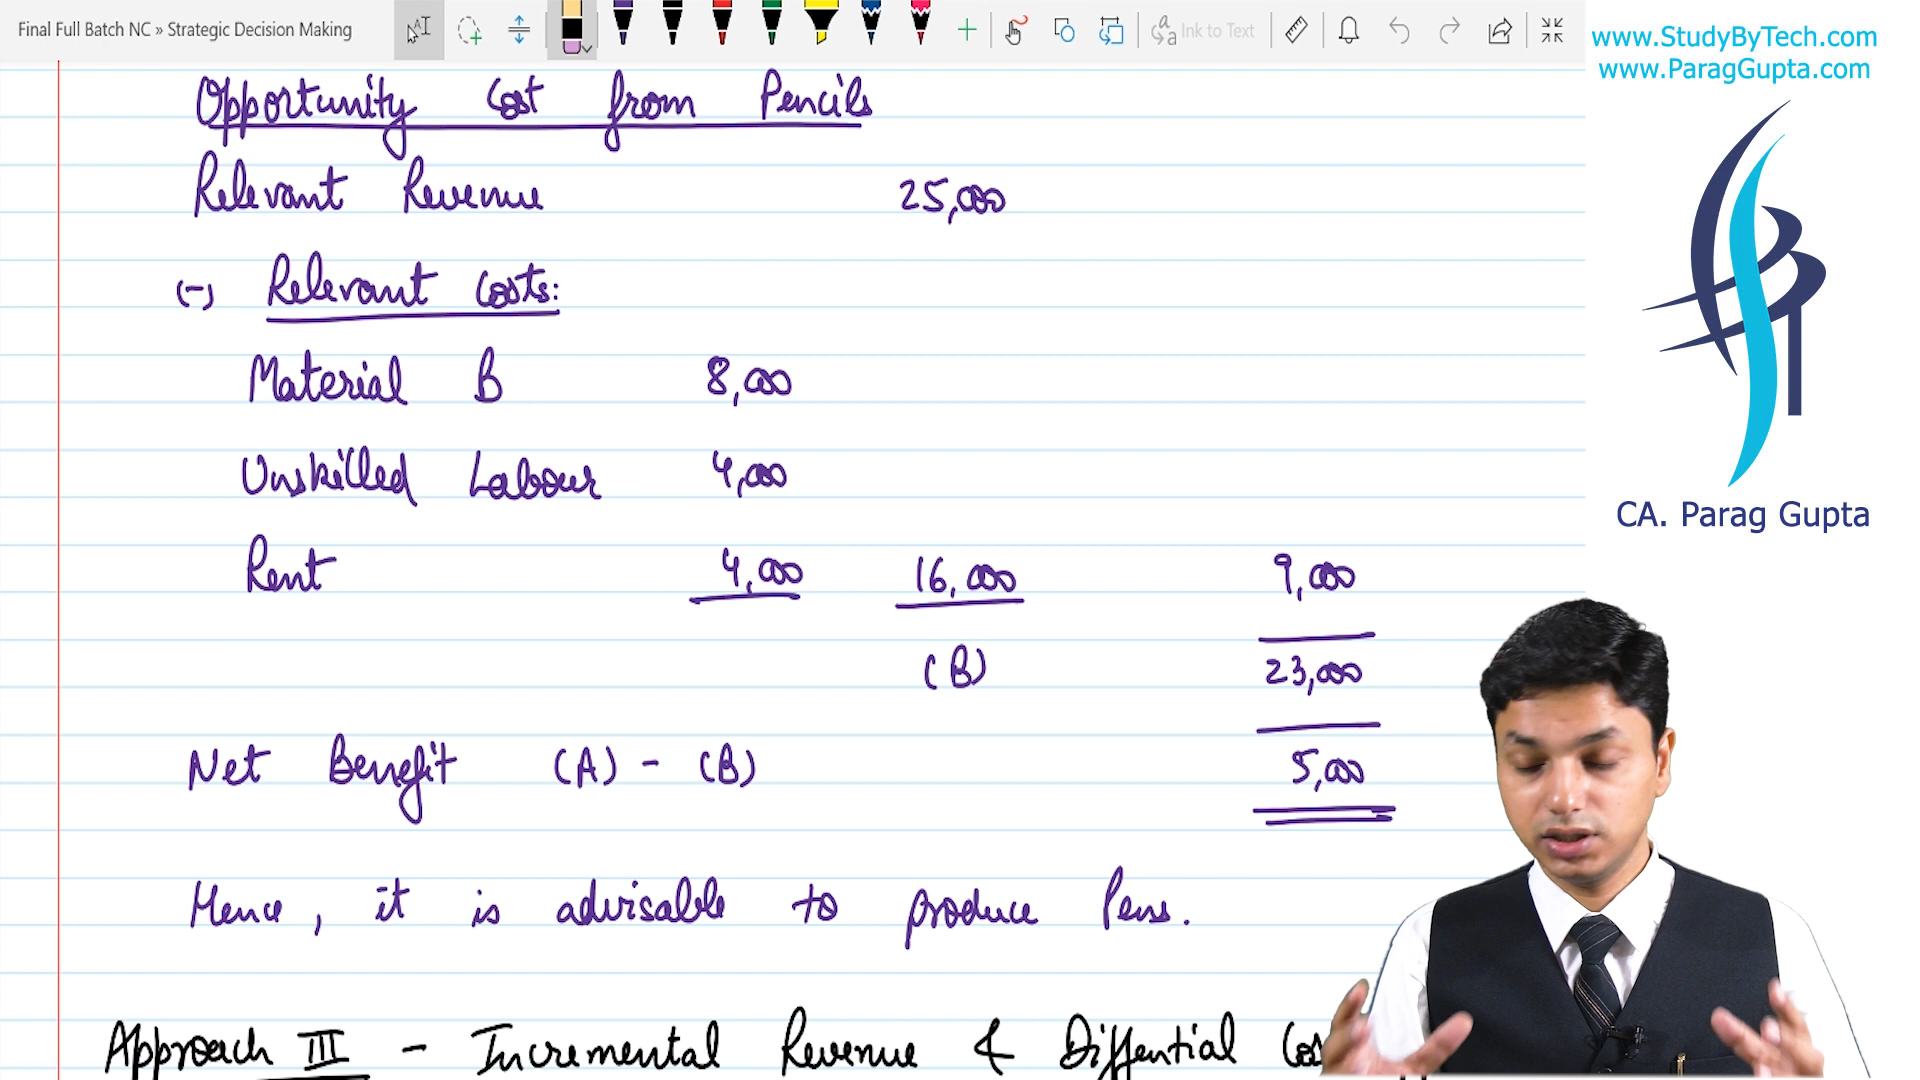 Final Full Batch NC » Strategic Decision Making
Ink to Text
www.StudyByTech.com
www.ParagGupta.com
Opportunity Cost from Pencils
Relevant Revenue 25,000
(-) Relevant Costs:
Material B 8,000
Unskilled Labour 4,000
CA. Parag Gupta
Rent 4,000 16,000 9,000
(B) 23,000
Net Benefit (A) - (B) 5,000
Hence, it is advisable to produce Pens.
Approach III - Incremental Revenue & Diffential Cos